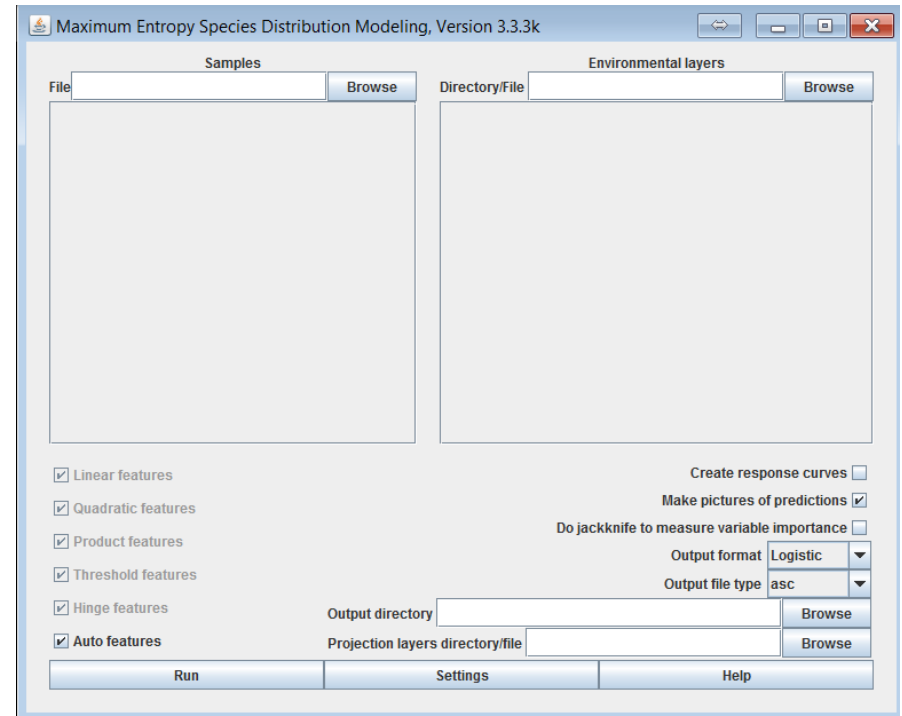 Maximum Entropy Species Distribution Modeling, Version 3.3.3k
Samples
Environmental layers
File
Browse
Directory/File
Browse
Linear features
Quadratic features
Product features
Threshold features
Hinge features
Auto features
Create response curves
Make pictures of predictions
Do jackknife to measure variable importance
Output format Logistic
Output file type asc
Output directory
Browse
Projection layers directory/file
Browse
Run
Settings
Help